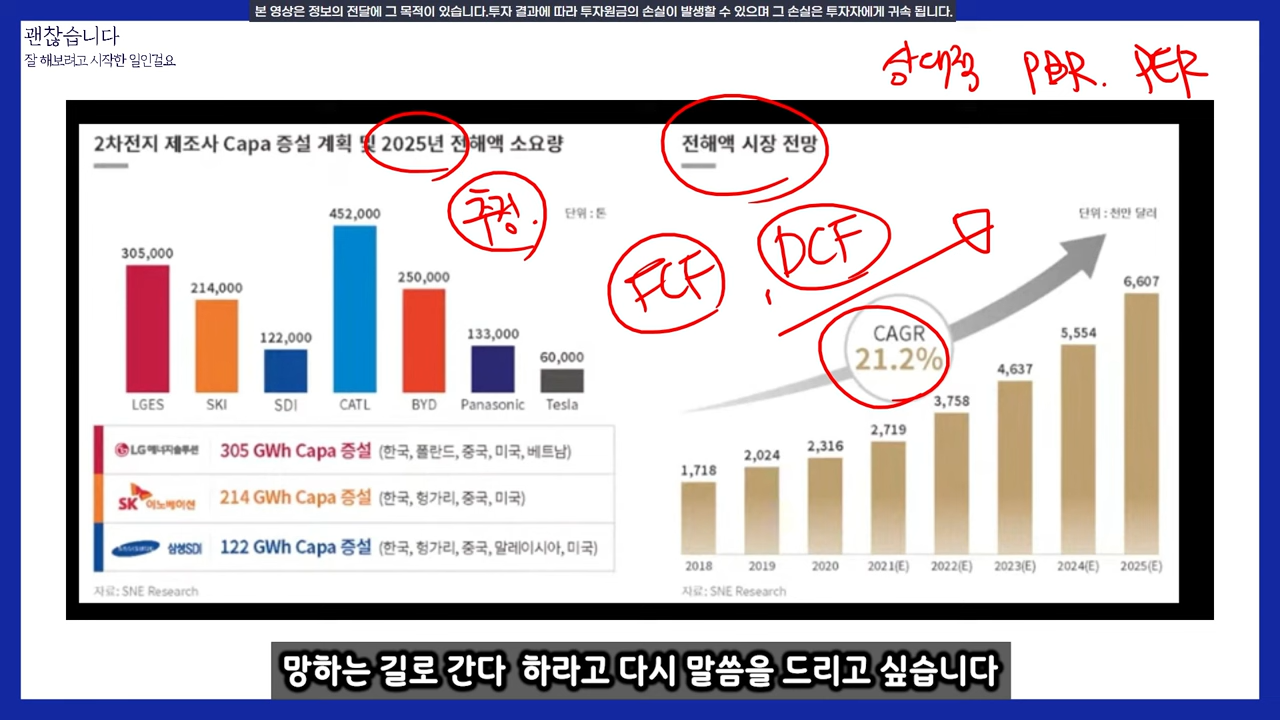 본 영상은 정보의 전달에 그 목적이 있습니다.투자 결과에 따라 투자원금의 손실이 발생할 수 있으며 그 손실은 투자자에게 귀속 됩니다.
괜찮습니다
잘 해보려고 시작한 일인걸요
상대적 PBR. PER
2차전지 제조사 Capa 증설 계획 및 2025년 전해액 소요량
추정.
단위 : 톤
305,000
214,000
122,000
452,000
250,000
133,000
60,000
LGES SKI SDI CATL BYD Panasonic Tesla
LG에너지솔루션 305 GWh Capa 증설 (한국, 폴란드, 중국, 미국, 베트남)
SK이노베이션 214 GWh Capa 증설 (한국, 헝가리, 중국, 미국)
SAMSUNG 삼성SDI 122 GWh Capa 증설 (한국, 헝가리, 중국, 말레이시아, 미국)
자료: SNE Research
전해액 시장 전망
단위 : 천만 달러
FCF
DCF
CAGR
21.2%
1,718
2,024
2,316
2,719
3,758
4,637
5,554
6,607
2018 2019 2020 2021(E) 2022(E) 2023(E) 2024(E) 2025(E)
자료: SNE Research
망하는 길로 간다 하라고 다시 말씀을 드리고 싶습니다